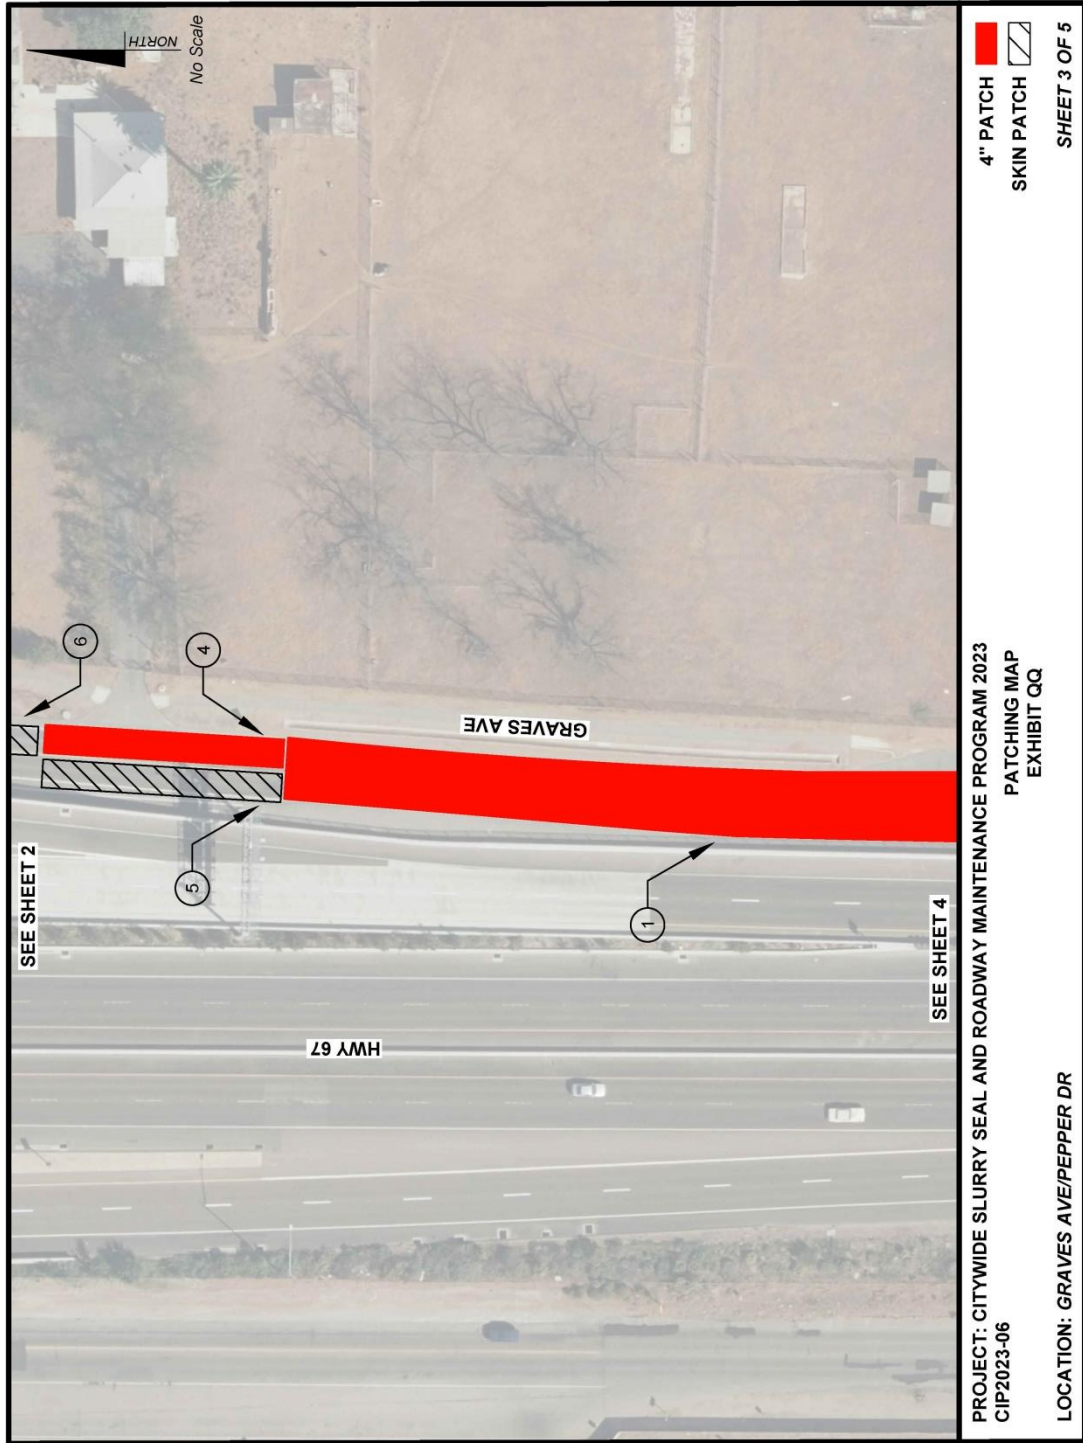 NORTH
No Scale
SEE SHEET 2
6
4
5
GRAVES AVE
1
HWY 67
SEE SHEET 4
PROJECT: CITYWIDE SLURRY SEAL AND ROADWAY MAINTENANCE PROGRAM 2023
CIP2023-06
PATCHING MAP
EXHIBIT QQ
LOCATION: GRAVES AVE/PEPPER DR
4" PATCH
SKIN PATCH
SHEET 3 OF 5